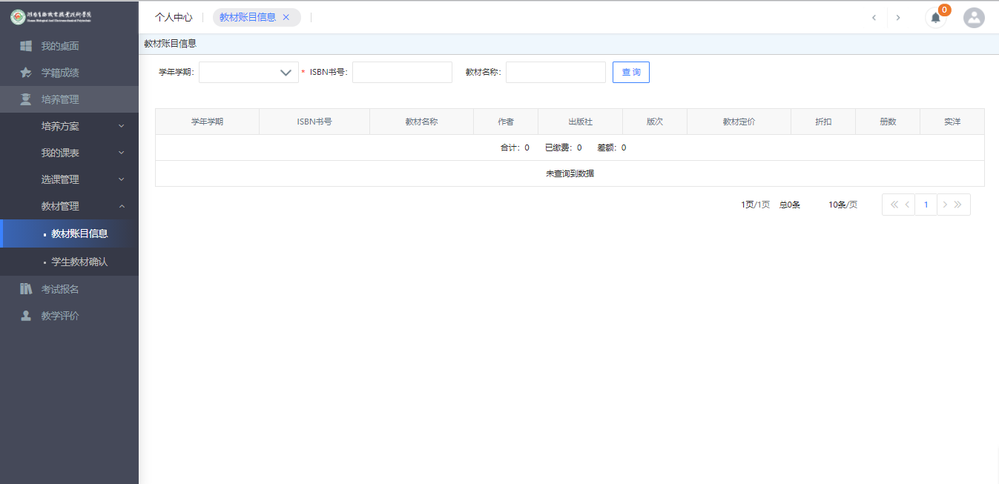 湖南生物机电职业技术学院
Hunan Biological And Electromechanical Polytechnic
个人中心
教材账目信息
0
我的桌面
学籍成绩
培养管理
培养方案
我的课表
选课管理
教材管理
教材账目信息
学生教材确认
考试报名
教学评价
教材账目信息
学年学期:
* ISBN书号:
教材名称:
查 询
学年学期 ISBN书号 教材名称 作者 出版社 版次 教材定价 折扣 册数 实洋
合计: 0 已缴费: 0 差额: 0
未查询到数据
1页/1页 总0条 10条/页 1